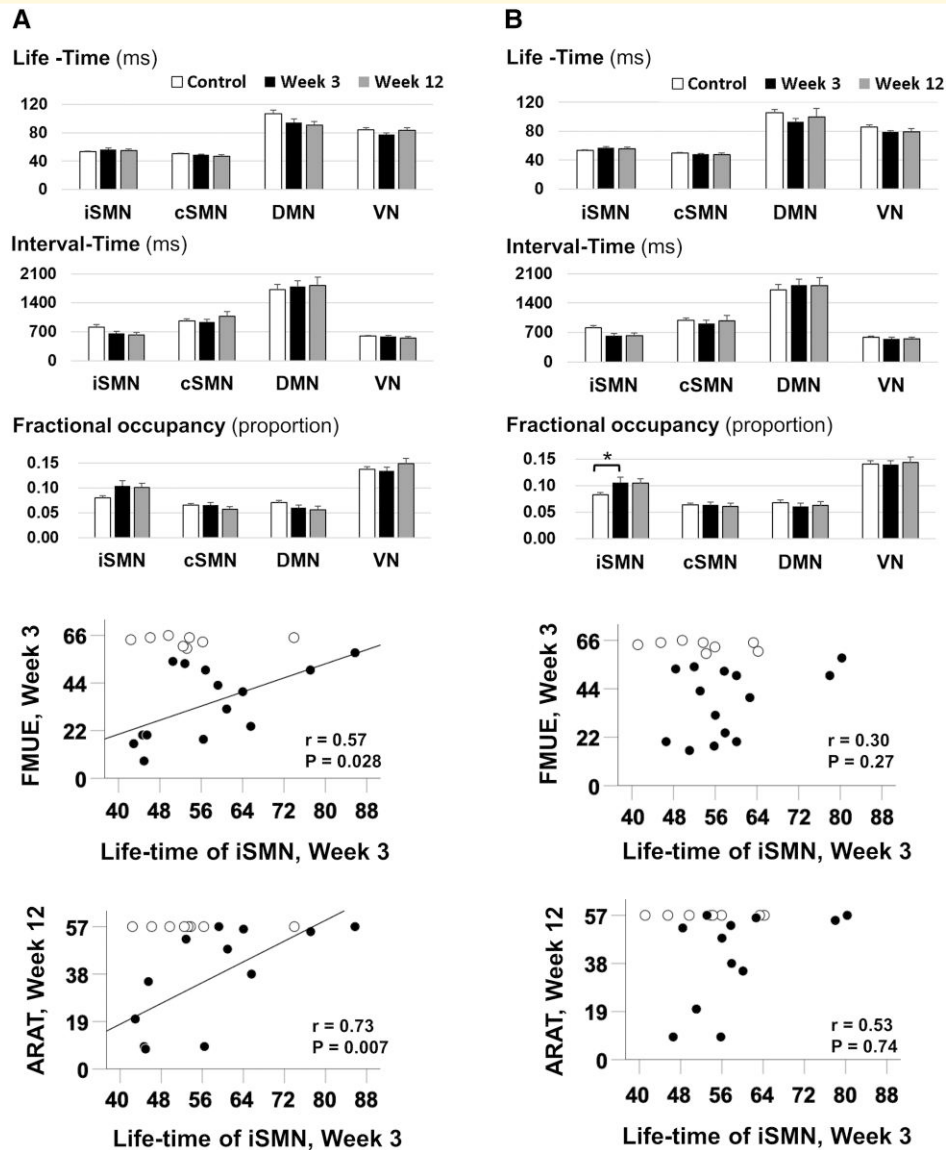 A
Life -Time (ms)
Control Week 3 Week 12
120
80
40
0
iSMN cSMN DMN VN
Interval-Time (ms)
2100
1400
700
0
iSMN cSMN DMN VN
Fractional occupancy (proportion)
0.15
0.10
0.05
0.00
iSMN cSMN DMN VN
FMUE, Week 3
66
44
22
0
r = 0.57
P = 0.028
40 48 56 64 72 80 88
Life-time of iSMN, Week 3
ARAT, Week 12
57
38
19
0
r = 0.73
P = 0.007
40 48 56 64 72 80 88
Life-time of iSMN, Week 3
B
Life -Time (ms)
Control Week 3 Week 12
120
80
40
0
iSMN cSMN DMN VN
Interval-Time (ms)
2100
1400
700
0
iSMN cSMN DMN VN
Fractional occupancy (proportion)
0.15
0.10
0.05
0.00
*
iSMN cSMN DMN VN
FMUE, Week 3
66
44
22
0
r = 0.30
P = 0.27
40 48 56 64 72 80 88
Life-time of iSMN, Week 3
ARAT, Week 12
57
38
19
0
r = 0.53
P = 0.74
40 48 56 64 72 80 88
Life-time of iSMN, Week 3